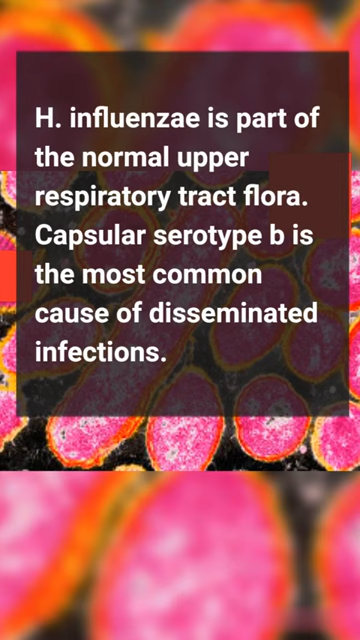 H. influenzae is part of
the normal upper
respiratory tract flora.
Capsular serotype b is
the most common
cause of disseminated
infections.